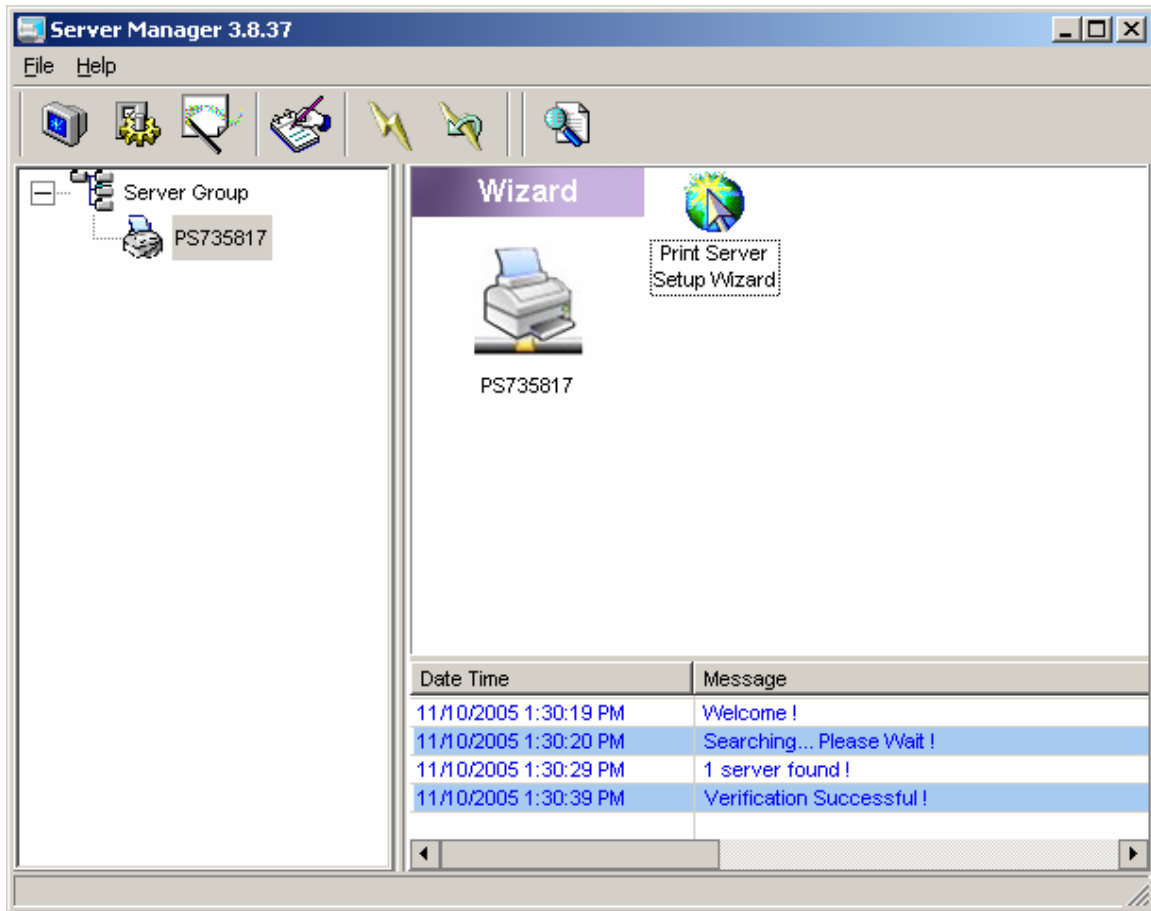 Server Manager 3.8.37
File Help
Server Group
PS735817
Wizard
Print Server
Setup Wizard
PS735817
Date Time Message
11/10/2005 1:30:19 PM Welcome !
11/10/2005 1:30:20 PM Searching... Please Wait !
11/10/2005 1:30:29 PM 1 server found !
11/10/2005 1:30:39 PM Verification Successful !